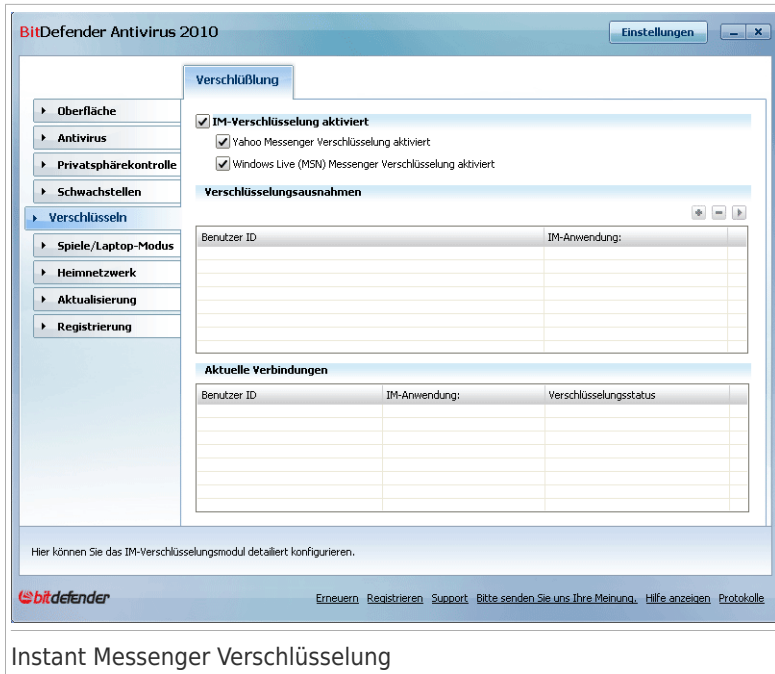 BitDefender Antivirus 2010
Einstellungen
Verschlüßlung
Oberfläche
Antivirus
Privatsphärekontrolle
Schwachstellen
Verschlüsseln
Spiele/Laptop-Modus
Heimnetzwerk
Aktualisierung
Registrierung
IM-Verschlüsselung aktiviert
Yahoo Messenger Verschlüsselung aktiviert
Windows Live (MSN) Messenger Verschlüsselung aktiviert
Verschlüsselungsausnahmen
Benutzer ID IM-Anwendung:
Aktuelle Verbindungen
Benutzer ID IM-Anwendung: Verschlüsselungsstatus
Hier können Sie das IM-Verschlüsselungsmodul detailiert konfigurieren.
bitdefender
Erneuern Registrieren Support Bitte senden Sie uns Ihre Meinung. Hilfe anzeigen Protokolle
Instant Messenger Verschlüsselung